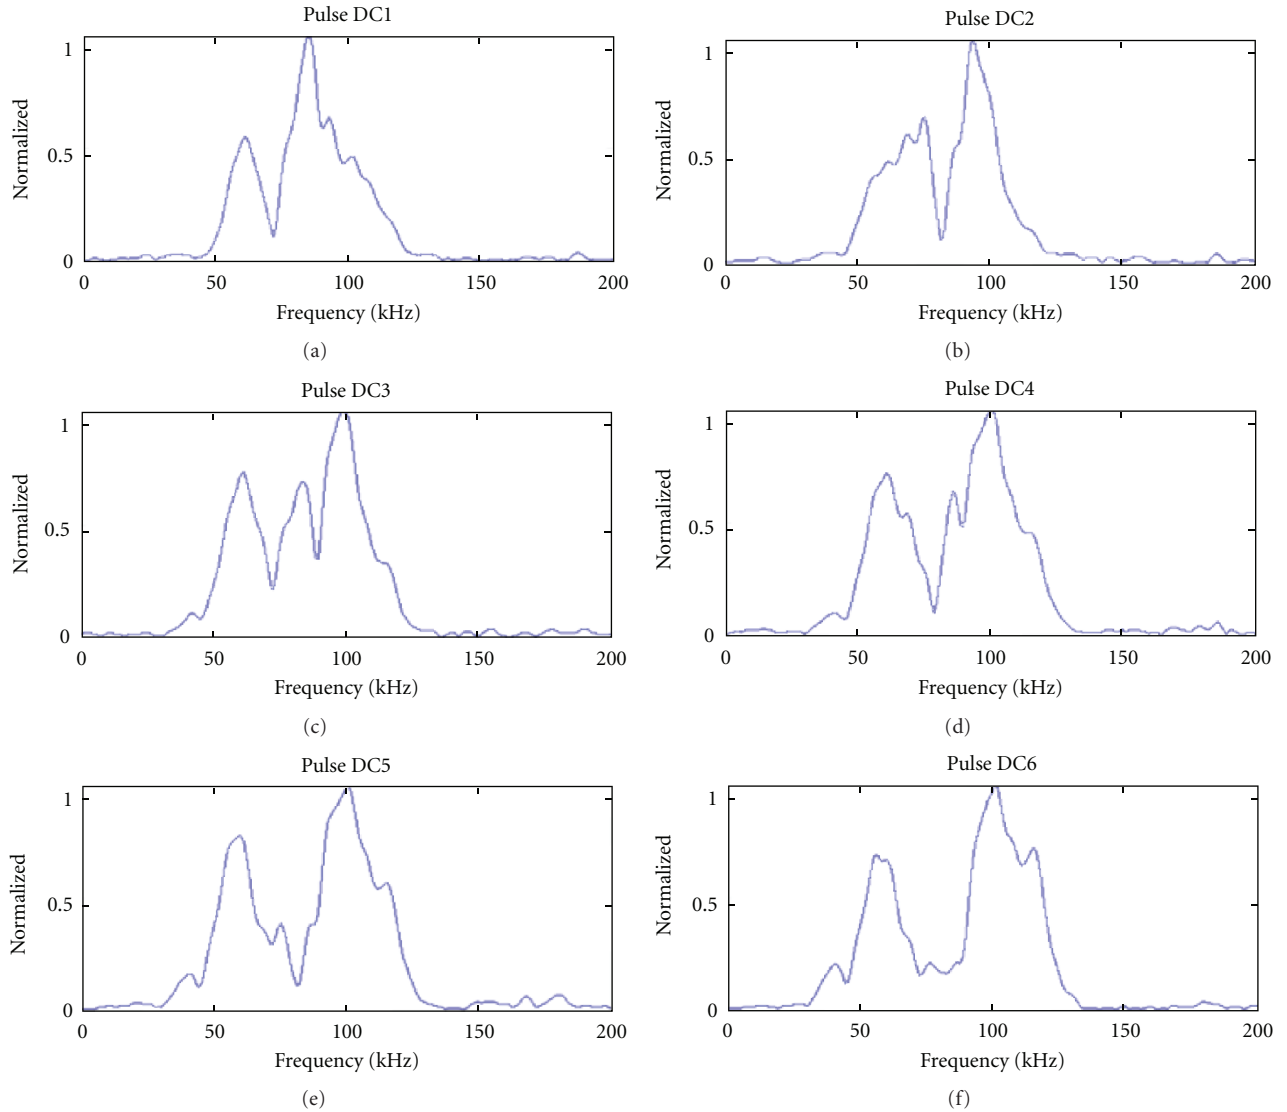 Pulse DC1
Normalized
1
0.5
0
0 50 100 150 200
Frequency (kHz)
(a)
Pulse DC2
Normalized
1
0.5
0
0 50 100 150 200
Frequency (kHz)
(b)
Pulse DC3
Normalized
1
0.5
0
0 50 100 150 200
Frequency (kHz)
(c)
Pulse DC4
Normalized
1
0.5
0
0 50 100 150 200
Frequency (kHz)
(d)
Pulse DC5
Normalized
1
0.5
0
0 50 100 150 200
Frequency (kHz)
(e)
Pulse DC6
Normalized
1
0.5
0
0 50 100 150 200
Frequency (kHz)
(f)